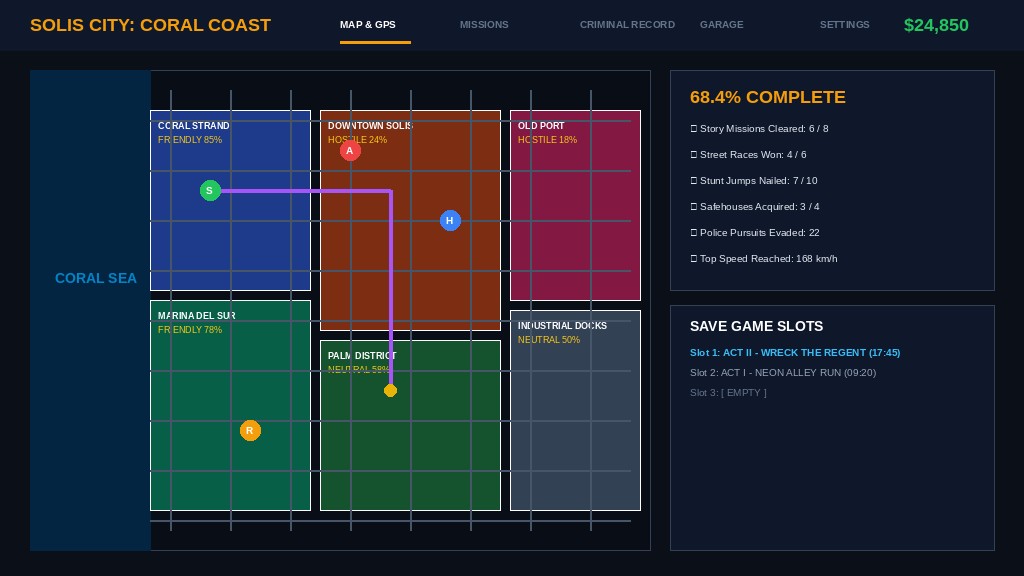 SOLIS CITY: CORAL COAST
MAP & GPS
MISSIONS
CRIMINAL RECORD
GARAGE
SETTINGS
$24,850
CORAL STRAND
FRIENDLY 85%
DOWNTOWN SOLIS
HOSTILE 24%
OLD PORT
HOSTILE 18%
A
S
H
CORAL SEA
MARINA DEL SUR
FRIENDLY 78%
INDUSTRIAL DOCKS
NEUTRAL 50%
PALM DISTRICT
NEUTRAL 58%
R
68.4% COMPLETE
Story Missions Cleared: 6 / 8
Street Races Won: 4 / 6
Stunt Jumps Nailed: 7 / 10
Safehouses Acquired: 3 / 4
Police Pursuits Evaded: 22
Top Speed Reached: 168 km/h
SAVE GAME SLOTS
Slot 1: ACT II - WRECK THE REGENT (17:45)
Slot 2: ACT I - NEON ALLEY RUN (09:20)
Slot 3: [ EMPTY ]